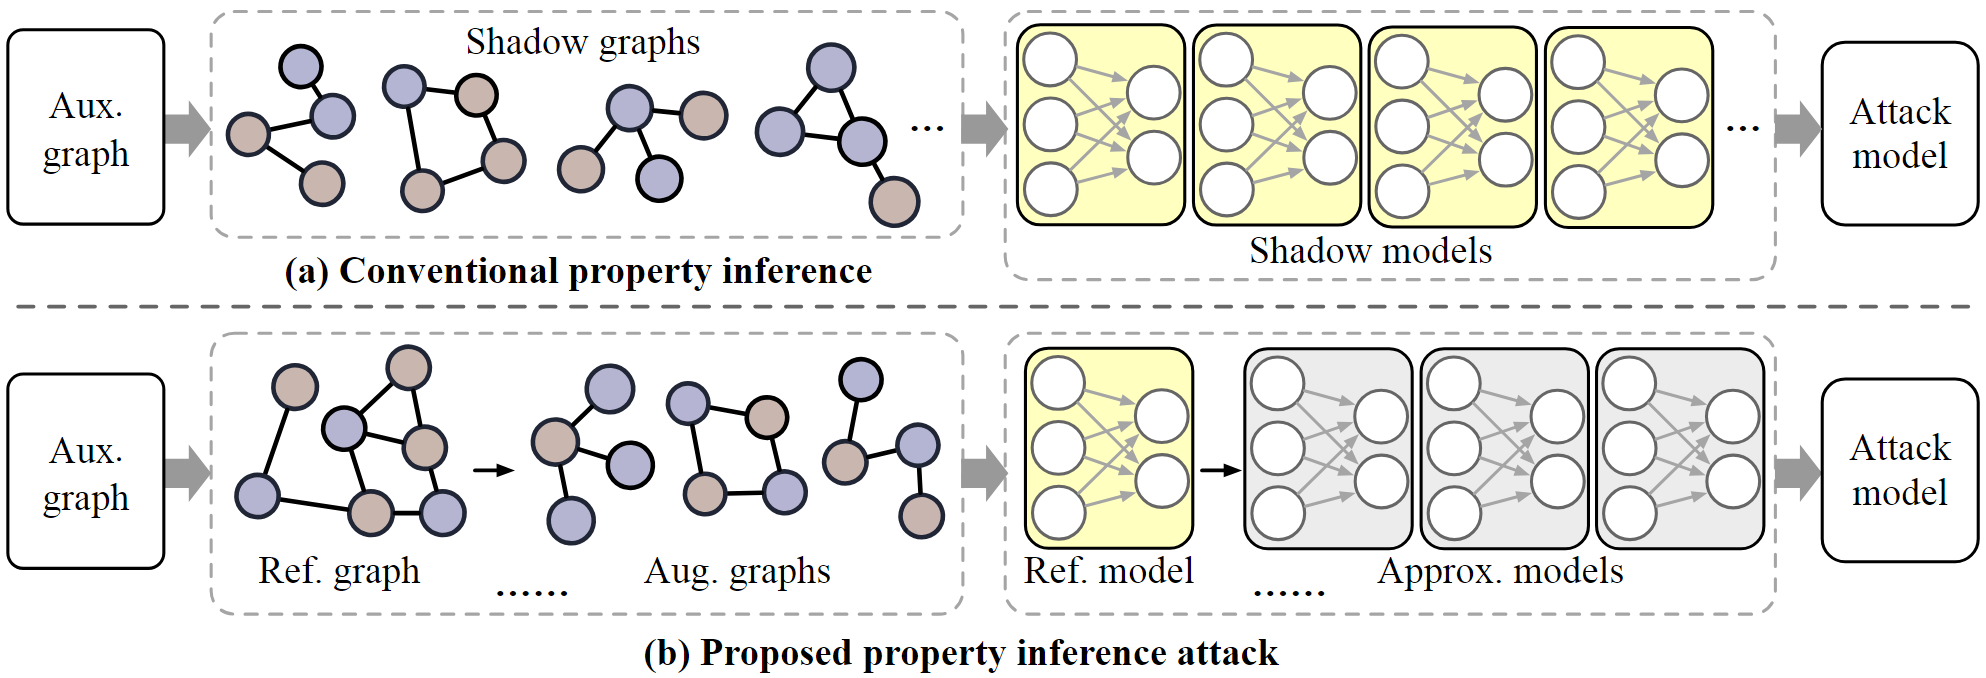 Aux.
graph
Shadow graphs
...
Shadow models
...
Attack
model
(a) Conventional property inference
Aux.
graph
Ref. graph
......
Aug. graphs
Ref. model
......
Approx. models
Attack
model
(b) Proposed property inference attack